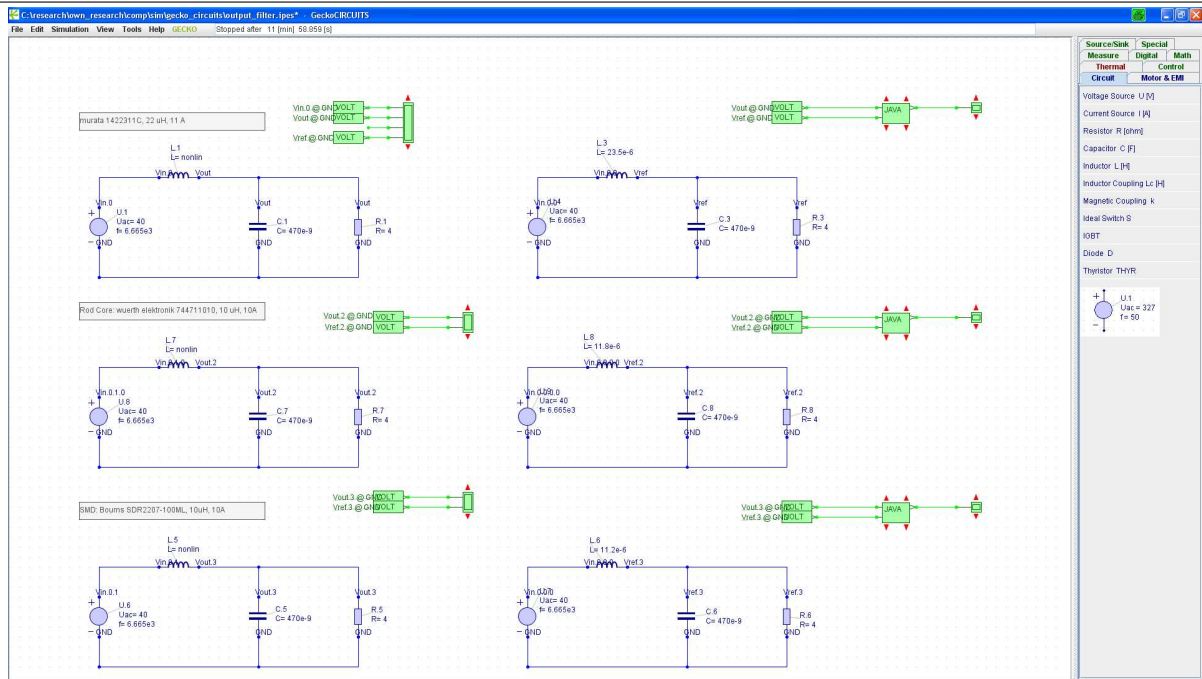 C:\research\own_research\comp\sim\gecko_circuits\output_filter.ipes* - GeckoCIRCUITS
File Edit Simulation View Tools Help GECKO Stopped after 11 [min] 58.859 [s]
Source/Sink Special
Measure Digital Math
Thermal Control
Circuit Motor & EMI
Voltage Source U [V]
Current Source I [A]
Resistor R [ohm]
Capacitor C [F]
Inductor L [H]
Inductor Coupling Lc [H]
Magnetic Coupling k
Ideal Switch S
IGBT
Diode D
Thyristor THYR
U.1
Uac = 327
f = 50
murata 1422311C, 22 uH, 11 A
Vin.0 @ GND VOLT
Vout @ GND VOLT
Vref @ GND VOLT
L.1
L= nonlin
Vout
Vin.0
U.1
Uac= 40
f= 6.665e3
GND
Vout
C.1
C= 470e-9
GND
Vout
R.1
R= 4
GND
Vout @ GND VOLT
Vref @ GND VOLT
JAVA
L.3
L= 23.5e-6
Vref
Uac= 40
f= 6.665e3
GND
Vref
C.3
C= 470e-9
GND
Vref
R.3
R= 4
GND
Rod Core: wuerth elektronik 744711010, 10 uH, 10A
Vout.2 @ GND VOLT
Vref.2 @ GND VOLT
L.7
L= nonlin
Vout.2
Vin.0.1.0
U.8
Uac= 40
f= 6.665e3
GND
Vout.2
C.7
C= 470e-9
GND
Vout.2
R.7
R= 4
GND
Vout.2 @ GND VOLT
Vref.2 @ GND VOLT
JAVA
L.8
L= 11.8e-6
Vref.2
Uac= 40
f= 6.665e3
GND
Vref.2
C.8
C= 470e-9
GND
Vref.2
R.8
R= 4
GND
SMD: Bourns SDR2207-100ML, 10uH, 10A
Vout.3 @ GND VOLT
Vref.3 @ GND VOLT
L.5
L= nonlin
Vout.3
Vin.0.1
U.6
Uac= 40
f= 6.665e3
GND
Vout.3
C.5
C= 470e-9
GND
Vout.3
R.5
R= 4
GND
Vout.3 @ GND VOLT
Vref.3 @ GND VOLT
JAVA
L.6
L= 11.2e-6
Vref.3
Uac= 40
f= 6.665e3
GND
Vref.3
C.6
C= 470e-9
GND
Vref.3
R.6
R= 4
GND